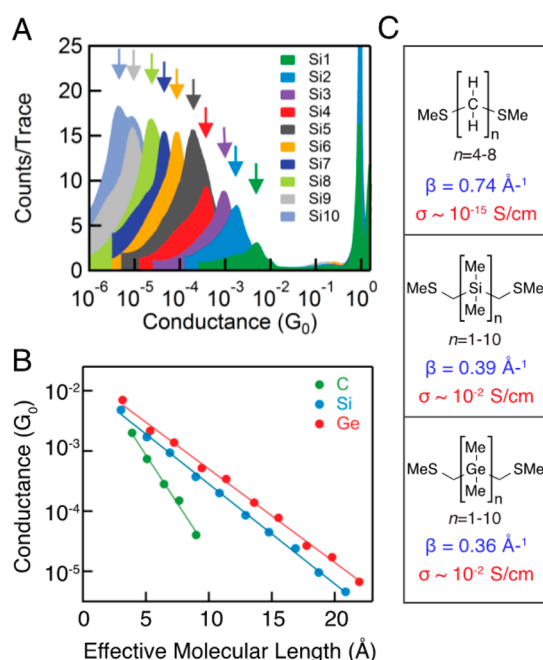 A
Counts/Trace
25
20
15
10
5
0
10⁻⁶ 10⁻⁵ 10⁻⁴ 10⁻³ 10⁻² 10⁻¹ 10⁰
Conductance (G₀)
Si1
Si2
Si3
Si4
Si5
Si6
Si7
Si8
Si9
Si10
B
Conductance (G₀)
10⁻²
10⁻³
10⁻⁴
10⁻⁵
0 5 10 15 20
Effective Molecular Length (Å)
C
Si
Ge
C
H
MeS C SMe
H n
n=4-8
β = 0.74 Å⁻¹
σ ~ 10⁻¹⁵ S/cm
Me
MeS Si SMe
Me n
n=1-10
β = 0.39 Å⁻¹
σ ~ 10⁻² S/cm
Me
MeS Ge SMe
Me n
n=1-10
β = 0.36 Å⁻¹
σ ~ 10⁻² S/cm